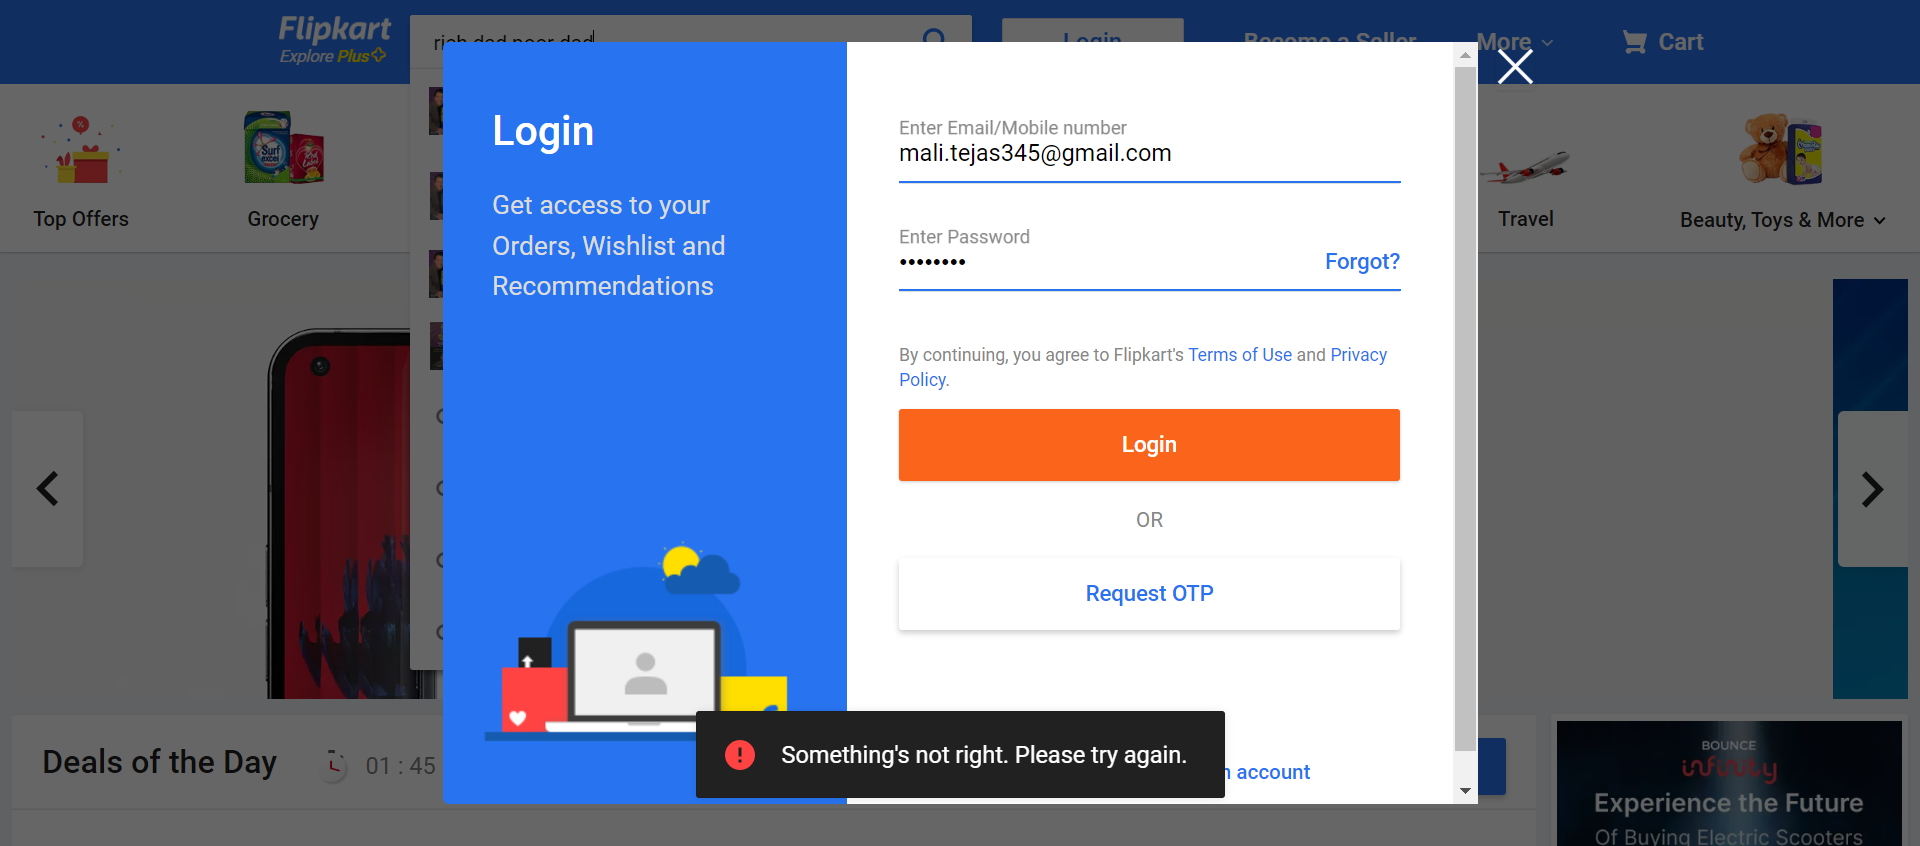 Flipkart
Explore Plus
rich dad poor dad
Login
Become a Seller
More
Cart
Top Offers
Grocery
Travel
Beauty, Toys & More
Login
Get access to your
Orders, Wishlist and
Recommendations
Enter Email/Mobile number
mali.tejas345@gmail.com
Enter Password
Forgot?
By continuing, you agree to Flipkart's Terms of Use and Privacy
Policy.
Login
OR
Request OTP
account
Something's not right. Please try again.
Deals of the Day
01 : 45
BOUNCE
infinity
Experience the Future
Of Buying Electric Scooters
Surf
excel